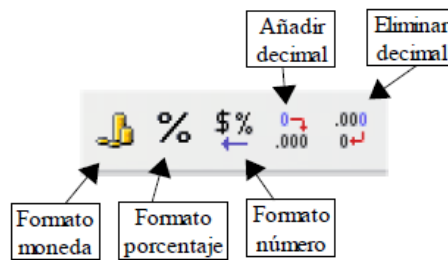 Añadir
decimal
Eliminar
decimal
%
$%
0
.000
.000
0
Formato
moneda
Formato
porcentaje
Formato
número